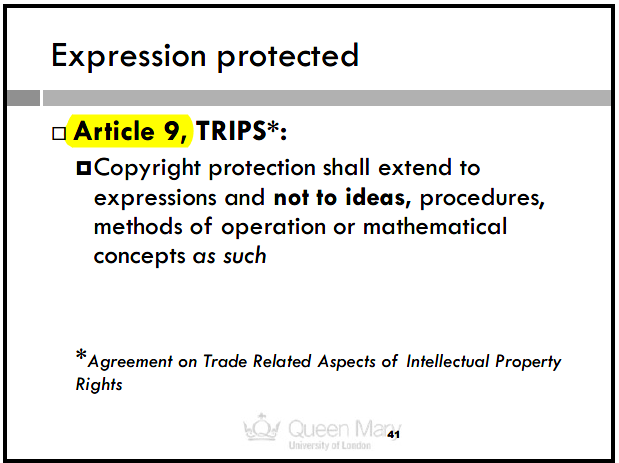 Expression protected
Article 9, TRIPS*:
Copyright protection shall extend to
expressions and not to ideas, procedures,
methods of operation or mathematical
concepts as such
*Agreement on Trade Related Aspects of Intellectual Property
Rights
Queen Mary
University of London
41